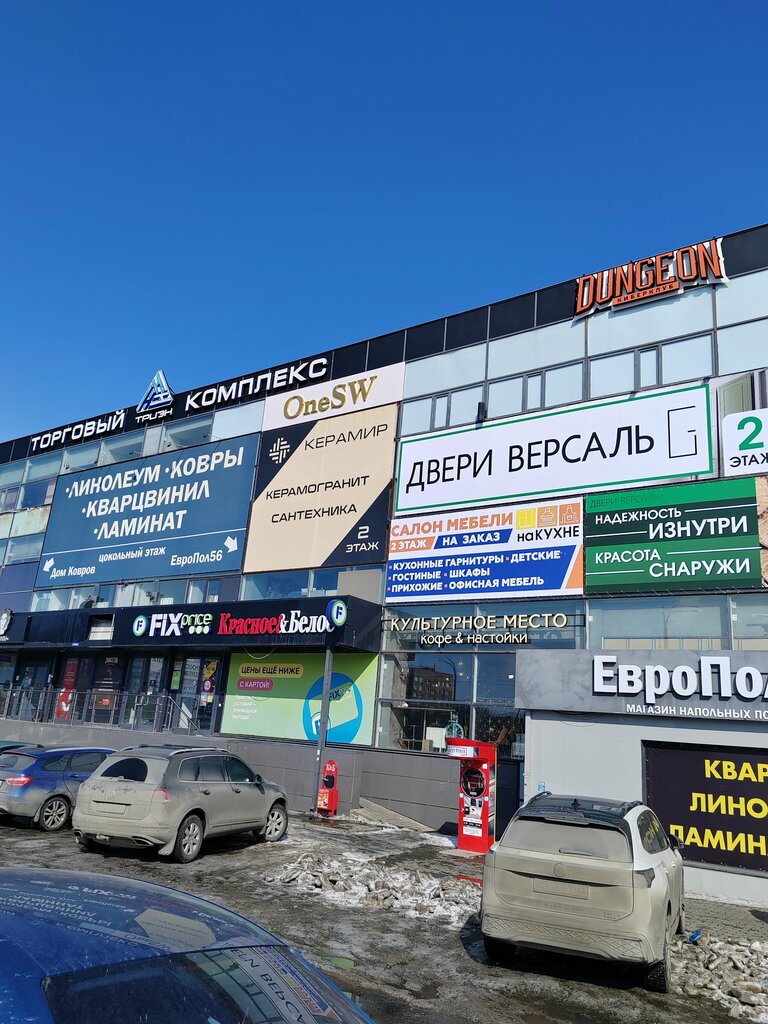 DUNGEON
КИБЕРКЛУБ
ТОРГОВЫЙ ТРИЭН КОМПЛЕКС
OneSW
КЕРАМИР
КЕРАМОГРАНИТ
САНТЕХНИКА
2
ЭТАЖ
·ЛИНОЛЕУМ ·КОВРЫ
·КВАРЦВИНИЛ
·ЛАМИНАТ
цокольный этаж
Дом Ковров
ЕвроПол56
ДВЕРИ ВЕРСАЛЬ
2
ЭТАЖ
САЛОН МЕБЕЛИ
2 ЭТАЖ НА ЗАКАЗ
наКУХНЕ
·КУХОННЫЕ ГАРНИТУРЫ ·ДЕТСКИЕ
·ГОСТИНЫЕ ·ШКАФЫ
·ПРИХОЖИЕ ·ОФИСНАЯ МЕБЕЛЬ
ДВЕРИ ВЕРСАЛЬ
НАДЕЖНОСТЬ
ИЗНУТРИ
КРАСОТА
СНАРУЖИ
FIX price
Красное&Белое
КУЛЬТУРНОЕ МЕСТО
кофе & настойки
ЦЕНЫ ЕЩЁ НИЖЕ
С КАРТОЙ!
ЕвроПол
МАГАЗИН НАПОЛЬНЫХ ПО
КВАР
ЛИНО
ЛАМИН